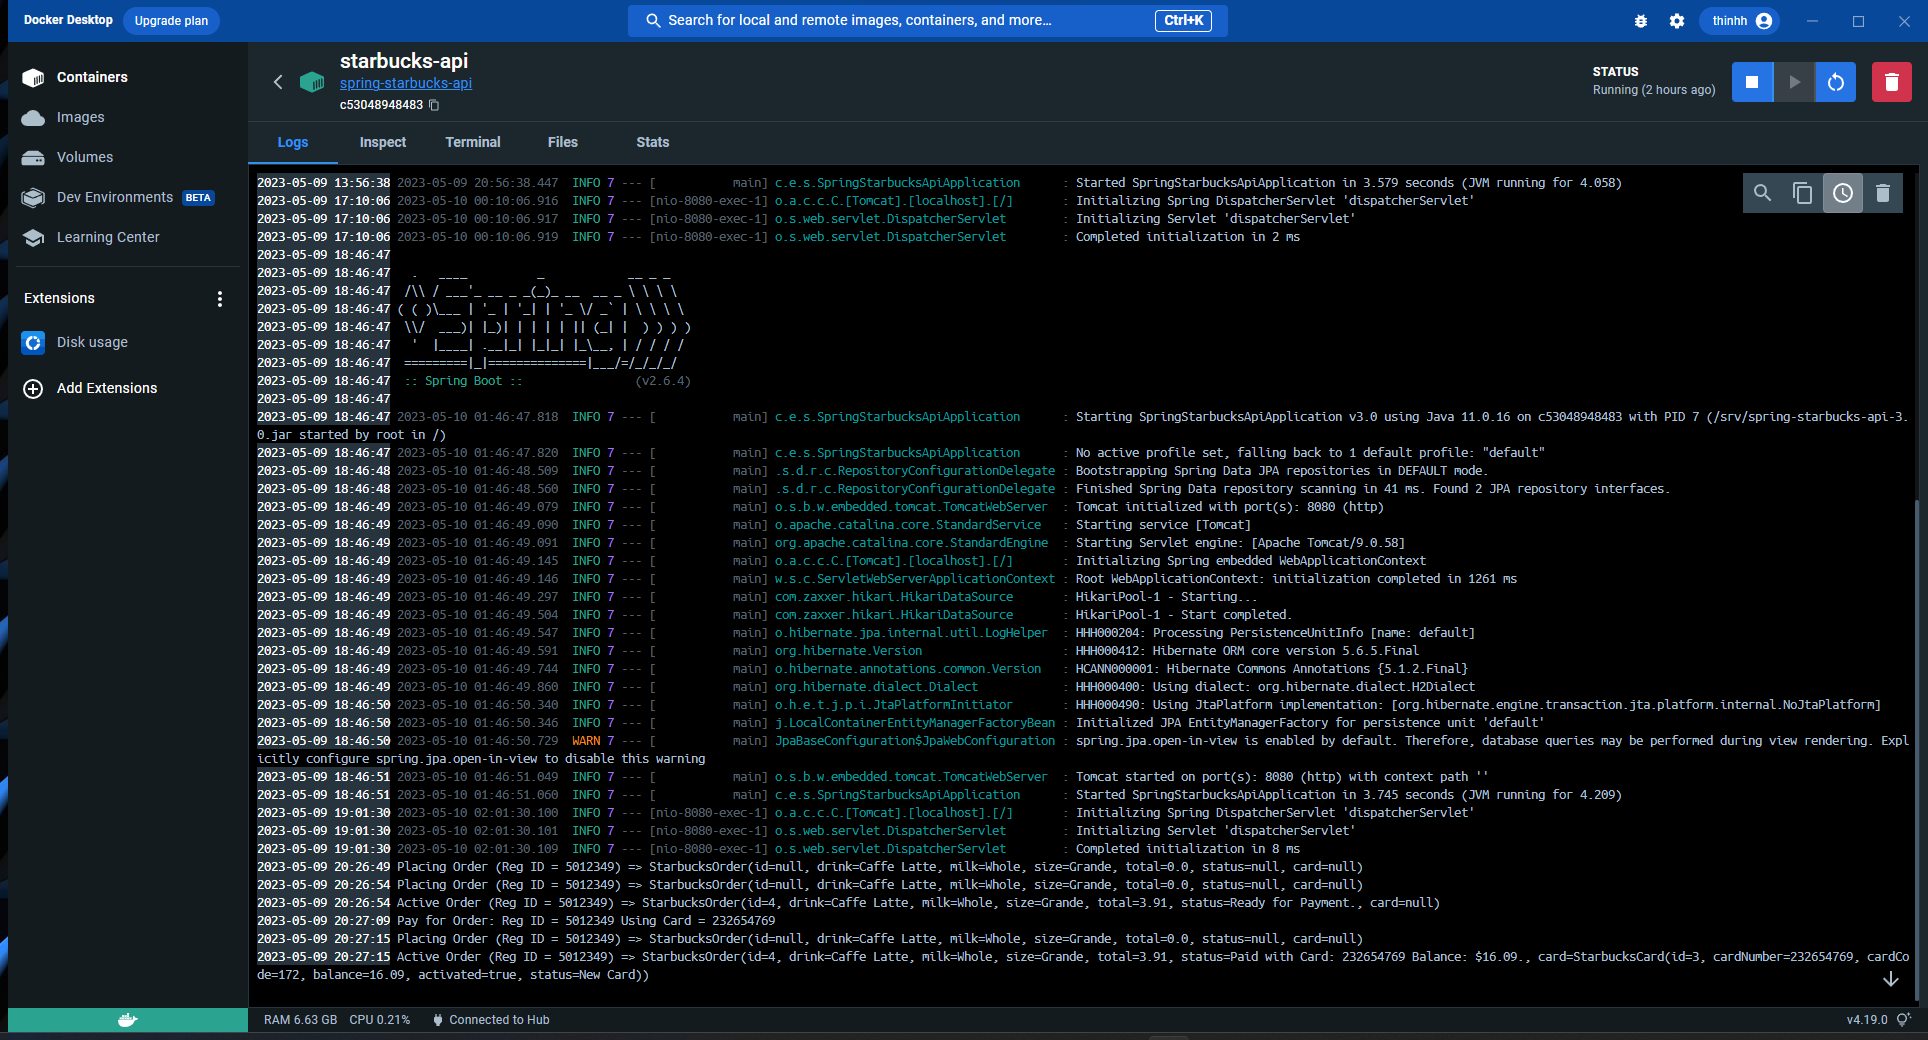 Docker Desktop
Upgrade plan
Search for local and remote images, containers, and more...
Ctrl+K
thinhh
Containers
Images
Volumes
Dev Environments BETA
Learning Center
Extensions
Disk usage
Add Extensions
starbucks-api
spring-starbucks-api
c53048948483
STATUS
Running (2 hours ago)
Logs
Inspect
Terminal
Files
Stats
2023-05-09 13:56:38 2023-05-09 20:56:38.447  INFO 7 --- [           main] c.e.s.SpringStarbucksApiApplication      : Started SpringStarbucksApiApplication in 3.579 seconds (JVM running for 4.058)
2023-05-09 17:10:06 2023-05-10 00:10:06.916  INFO 7 --- [nio-8080-exec-1] o.a.c.c.C.[Tomcat].[localhost].[/]       : Initializing Spring DispatcherServlet 'dispatcherServlet'
2023-05-09 17:10:06 2023-05-10 00:10:06.917  INFO 7 --- [nio-8080-exec-1] o.s.web.servlet.DispatcherServlet        : Initializing Servlet 'dispatcherServlet'
2023-05-09 17:10:06 2023-05-10 00:10:06.919  INFO 7 --- [nio-8080-exec-1] o.s.web.servlet.DispatcherServlet        : Completed initialization in 2 ms
2023-05-09 18:46:47
2023-05-09 18:46:47   .   ____          _            __ _ _
2023-05-09 18:46:47  /\\ / ___'_ __ _ _(_)_ __  __ _ \ \ \ \
2023-05-09 18:46:47 ( ( )\___ | '_ | '_| | '_ \/ _` | \ \ \ \
2023-05-09 18:46:47  \\/  ___)| |_)| | | | | || (_| |  ) ) ) )
2023-05-09 18:46:47   '  |____| .__|_| |_|_| |_\__, | / / / /
2023-05-09 18:46:47  =========|_|==============|___/=/_/_/_/
2023-05-09 18:46:47  :: Spring Boot ::                (v2.6.4)
2023-05-09 18:46:47
2023-05-09 18:46:47 2023-05-10 01:46:47.818  INFO 7 --- [           main] c.e.s.SpringStarbucksApiApplication      : Starting SpringStarbucksApiApplication v3.0 using Java 11.0.16 on c53048948483 with PID 7 (/srv/spring-starbucks-api-3.
0.jar started by root in /)
2023-05-09 18:46:47 2023-05-10 01:46:47.820  INFO 7 --- [           main] c.e.s.SpringStarbucksApiApplication      : No active profile set, falling back to 1 default profile: "default"
2023-05-09 18:46:48 2023-05-10 01:46:48.509  INFO 7 --- [           main] .s.d.r.c.RepositoryConfigurationDelegate : Bootstrapping Spring Data JPA repositories in DEFAULT mode.
2023-05-09 18:46:48 2023-05-10 01:46:48.560  INFO 7 --- [           main] .s.d.r.c.RepositoryConfigurationDelegate : Finished Spring Data repository scanning in 41 ms. Found 2 JPA repository interfaces.
2023-05-09 18:46:49 2023-05-10 01:46:49.079  INFO 7 --- [           main] o.s.b.w.embedded.tomcat.TomcatWebServer  : Tomcat initialized with port(s): 8080 (http)
2023-05-09 18:46:49 2023-05-10 01:46:49.090  INFO 7 --- [           main] o.apache.catalina.core.StandardService   : Starting service [Tomcat]
2023-05-09 18:46:49 2023-05-10 01:46:49.091  INFO 7 --- [           main] org.apache.catalina.core.StandardEngine  : Starting Servlet engine: [Apache Tomcat/9.0.58]
2023-05-09 18:46:49 2023-05-10 01:46:49.145  INFO 7 --- [           main] o.a.c.c.C.[Tomcat].[localhost].[/]       : Initializing Spring embedded WebApplicationContext
2023-05-09 18:46:49 2023-05-10 01:46:49.146  INFO 7 --- [           main] w.s.c.ServletWebServerApplicationContext : Root WebApplicationContext: initialization completed in 1261 ms
2023-05-09 18:46:49 2023-05-10 01:46:49.297  INFO 7 --- [           main] com.zaxxer.hikari.HikariDataSource       : HikariPool-1 - Starting...
2023-05-09 18:46:49 2023-05-10 01:46:49.504  INFO 7 --- [           main] com.zaxxer.hikari.HikariDataSource       : HikariPool-1 - Start completed.
2023-05-09 18:46:49 2023-05-10 01:46:49.547  INFO 7 --- [           main] o.hibernate.jpa.internal.util.LogHelper  : HHH000204: Processing PersistenceUnitInfo [name: default]
2023-05-09 18:46:49 2023-05-10 01:46:49.591  INFO 7 --- [           main] org.hibernate.Version                    : HHH000412: Hibernate ORM core version 5.6.5.Final
2023-05-09 18:46:49 2023-05-10 01:46:49.744  INFO 7 --- [           main] o.hibernate.annotations.common.Version   : HCANN000001: Hibernate Commons Annotations {5.1.2.Final}
2023-05-09 18:46:49 2023-05-10 01:46:49.860  INFO 7 --- [           main] org.hibernate.dialect.Dialect            : HHH000400: Using dialect: org.hibernate.dialect.H2Dialect
2023-05-09 18:46:50 2023-05-10 01:46:50.340  INFO 7 --- [           main] o.h.e.t.j.p.i.JtaPlatformInitiator       : HHH000490: Using JtaPlatform implementation: [org.hibernate.engine.transaction.jta.platform.internal.NoJtaPlatform]
2023-05-09 18:46:50 2023-05-10 01:46:50.346  INFO 7 --- [           main] j.LocalContainerEntityManagerFactoryBean : Initialized JPA EntityManagerFactory for persistence unit 'default'
2023-05-09 18:46:50 2023-05-10 01:46:50.729  WARN 7 --- [           main] JpaBaseConfiguration$JpaWebConfiguration : spring.jpa.open-in-view is enabled by default. Therefore, database queries may be performed during view rendering. Expl
icitly configure spring.jpa.open-in-view to disable this warning
2023-05-09 18:46:51 2023-05-10 01:46:51.049  INFO 7 --- [           main] o.s.b.w.embedded.tomcat.TomcatWebServer  : Tomcat started on port(s): 8080 (http) with context path ''
2023-05-09 18:46:51 2023-05-10 01:46:51.060  INFO 7 --- [           main] c.e.s.SpringStarbucksApiApplication      : Started SpringStarbucksApiApplication in 3.745 seconds (JVM running for 4.209)
2023-05-09 19:01:30 2023-05-10 02:01:30.100  INFO 7 --- [nio-8080-exec-1] o.a.c.c.C.[Tomcat].[localhost].[/]       : Initializing Spring DispatcherServlet 'dispatcherServlet'
2023-05-09 19:01:30 2023-05-10 02:01:30.101  INFO 7 --- [nio-8080-exec-1] o.s.web.servlet.DispatcherServlet        : Initializing Servlet 'dispatcherServlet'
2023-05-09 19:01:30 2023-05-10 02:01:30.109  INFO 7 --- [nio-8080-exec-1] o.s.web.servlet.DispatcherServlet        : Completed initialization in 8 ms
2023-05-09 20:26:49 Placing Order (Reg ID = 5012349) => StarbucksOrder(id=null, drink=Caffe Latte, milk=Whole, size=Grande, total=0.0, status=null, card=null)
2023-05-09 20:26:54 Placing Order (Reg ID = 5012349) => StarbucksOrder(id=null, drink=Caffe Latte, milk=Whole, size=Grande, total=0.0, status=null, card=null)
2023-05-09 20:26:54 Active Order (Reg ID = 5012349) => StarbucksOrder(id=4, drink=Caffe Latte, milk=Whole, size=Grande, total=3.91, status=Ready for Payment., card=null)
2023-05-09 20:27:09 Pay for Order: Reg ID = 5012349 Using Card = 232654769
2023-05-09 20:27:15 Placing Order (Reg ID = 5012349) => StarbucksOrder(id=null, drink=Caffe Latte, milk=Whole, size=Grande, total=0.0, status=null, card=null)
2023-05-09 20:27:15 Active Order (Reg ID = 5012349) => StarbucksOrder(id=4, drink=Caffe Latte, milk=Whole, size=Grande, total=3.91, status=Paid with Card: 232654769 Balance: $16.09., card=StarbucksCard(id=3, cardNumber=232654769, cardCo
de=172, balance=16.09, activated=true, status=New Card))
RAM 6.63 GB
CPU 0.21%
Connected to Hub
v4.19.0